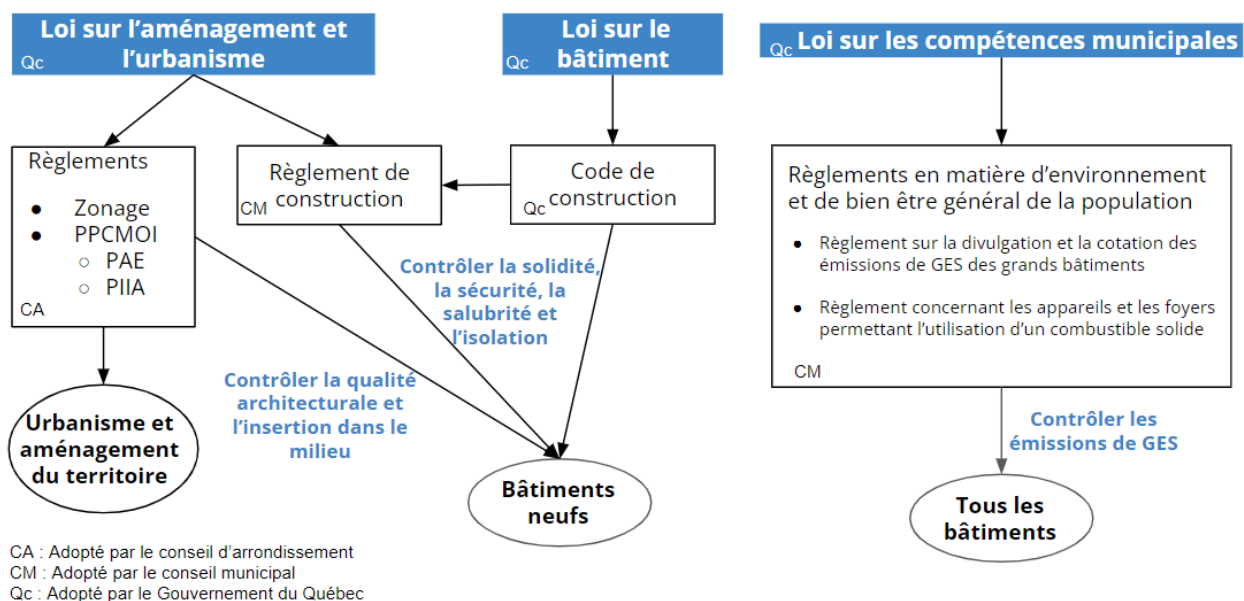 Loi sur l'aménagement et
l'urbanisme
Qc
Loi sur le
bâtiment
Qc
Loi sur les compétences municipales
Qc
Règlements
● Zonage
● PPCMOI
○ PAE
○ PIIA
CA
Règlement de
construction
CM
Code de
construction
Qc
Règlements en matière d'environnement
et de bien être général de la population
● Règlement sur la divulgation et la cotation des
émissions de GES des grands bâtiments
● Règlement concernant les appareils et les foyers
permettant l'utilisation d'un combustible solide
CM
Contrôler la solidité,
la sécurité, la
salubrité et
l'isolation
Contrôler la qualité
architecturale et
l'insertion dans le
milieu
Contrôler les
émissions de GES
Urbanisme et
aménagement
du territoire
Bâtiments
neufs
Tous les
bâtiments
CA : Adopté par le conseil d'arrondissement
CM : Adopté par le conseil municipal
Qc : Adopté par le Gouvernement du Québec